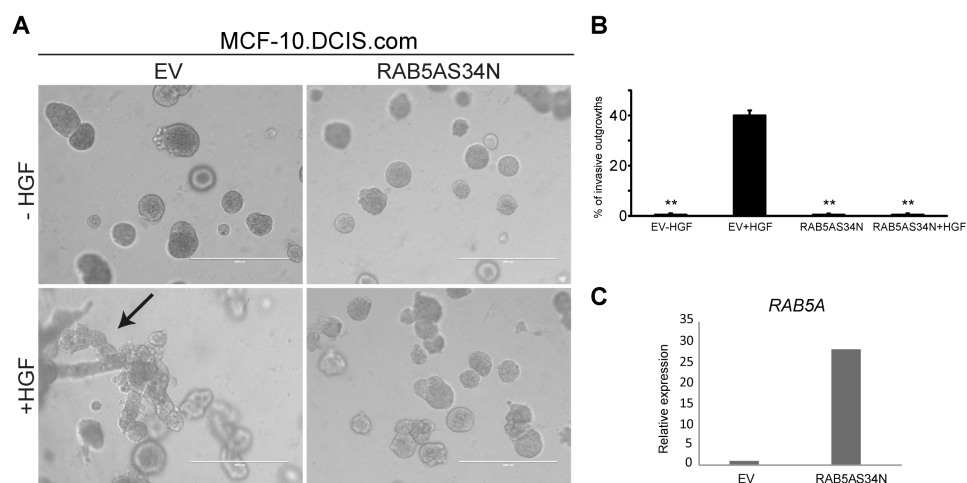 A
MCF-10.DCIS.com
EV
RAB5AS34N
- HGF
+HGF
B
% of invasive outgrowths
40
20
0
**
**
**
EV-HGF
EV+HGF
RAB5AS34N
RAB5AS34N+HGF
C
RAB5A
Relative expression
35
30
25
20
15
10
5
0
EV
RAB5AS34N